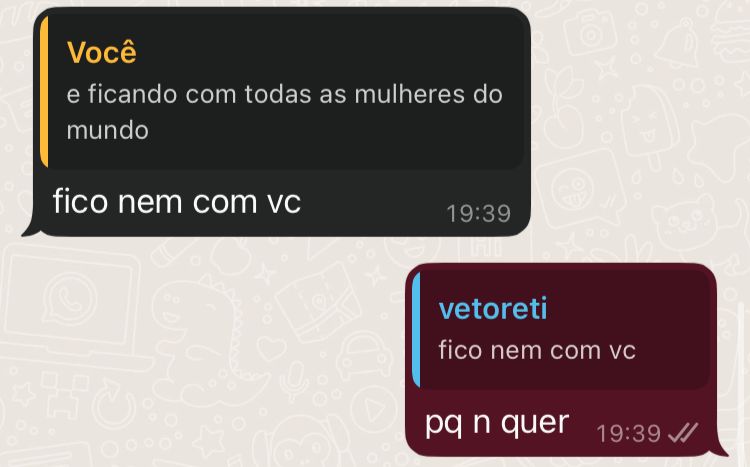 Você
e ficando com todas as mulheres do
mundo
fico nem com vc
19:39
vetoreti
fico nem com vc
pq n quer
19:39